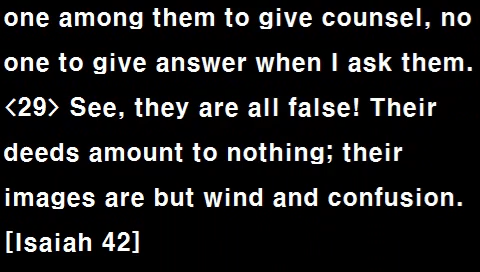 one among them to give counsel, no
one to give answer when I ask them.
<29> See, they are all false! Their
deeds amount to nothing; their
images are but wind and confusion.
[Isaiah 42]